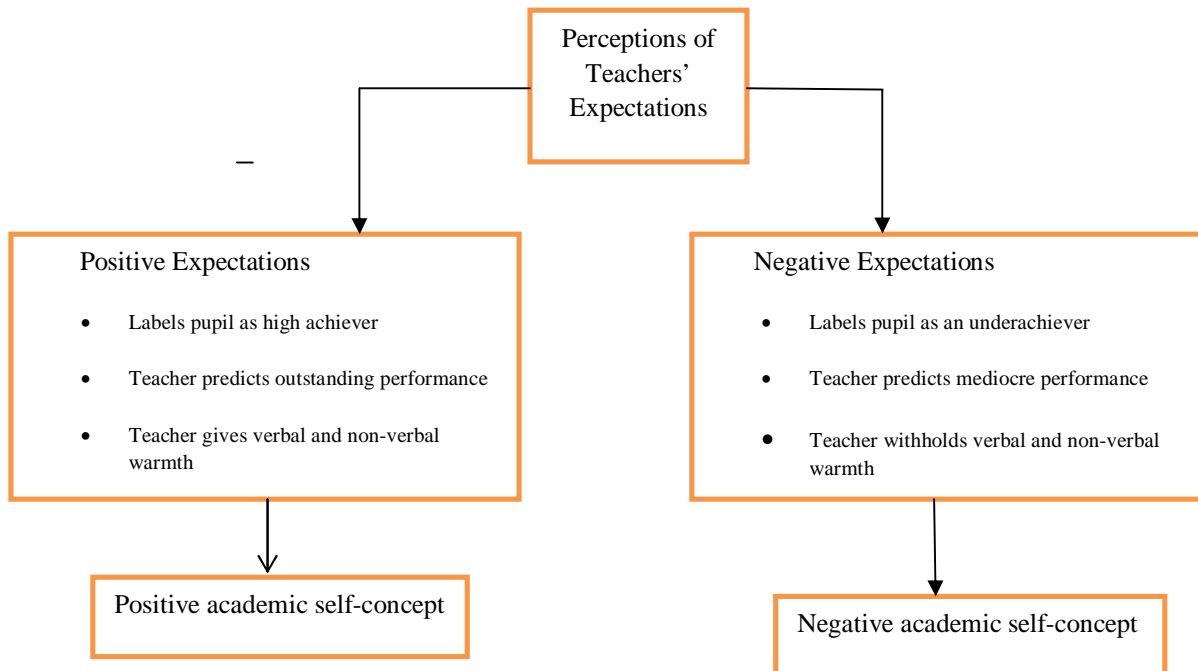 Perceptions of
Teachers’
Expectations
Positive Expectations
• Labels pupil as high achiever
• Teacher predicts outstanding performance
• Teacher gives verbal and non-verbal
warmth
Positive academic self-concept
Negative Expectations
• Labels pupil as an underachiever
• Teacher predicts mediocre performance
• Teacher withholds verbal and non-verbal
warmth
Negative academic self-concept